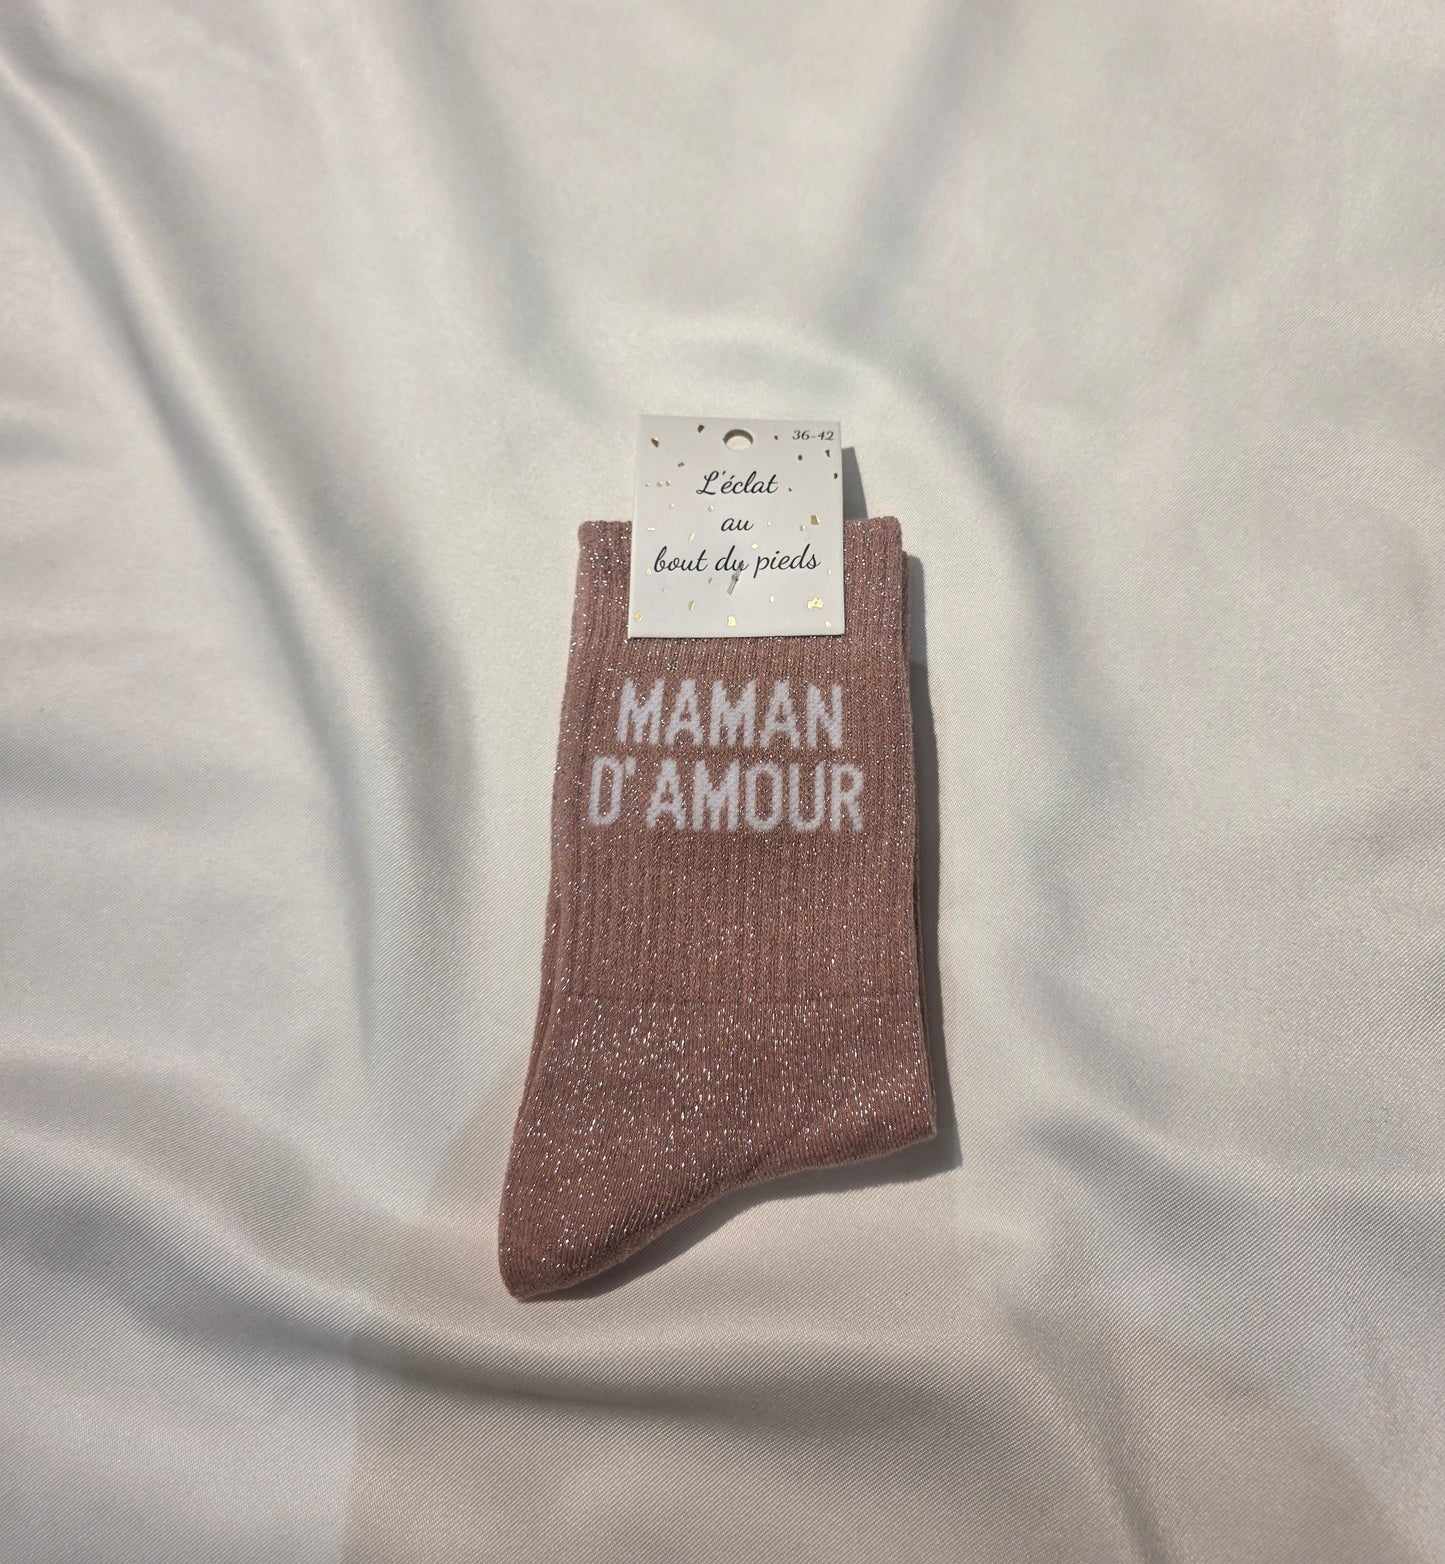 36-42
L'éclat
au
bout du pieds
MAMAN
D'AMOUR